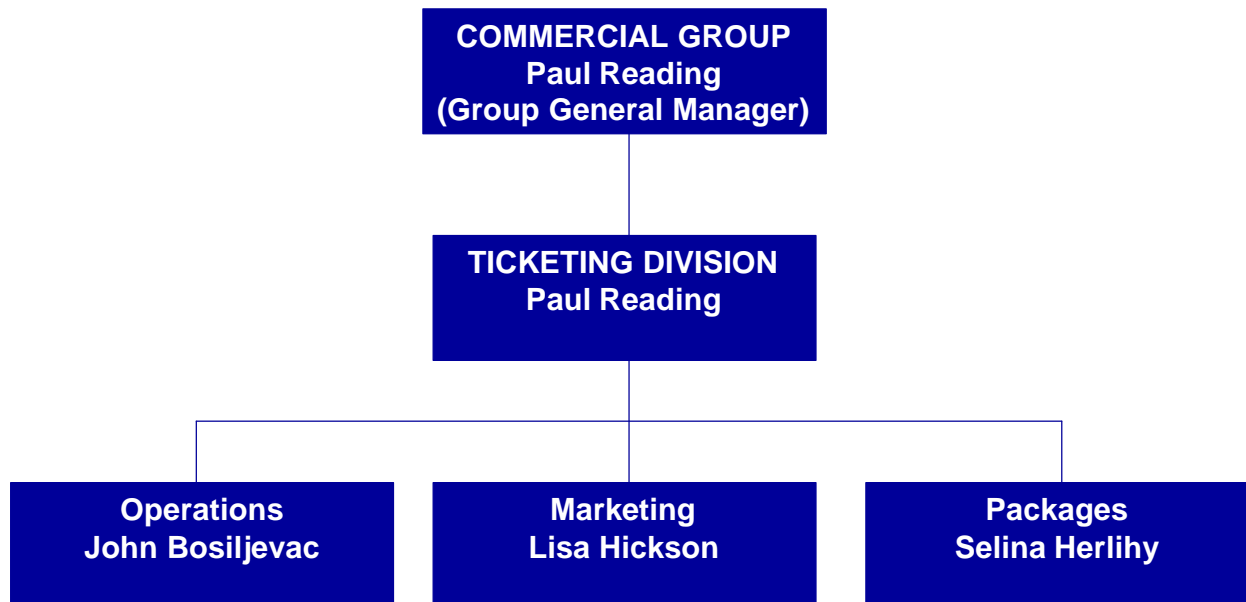 COMMERCIAL GROUP
Paul Reading
(Group General Manager)
TICKETING DIVISION
Paul Reading
Operations
John Bosiljevac
Marketing
Lisa Hickson
Packages
Selina Herlihy